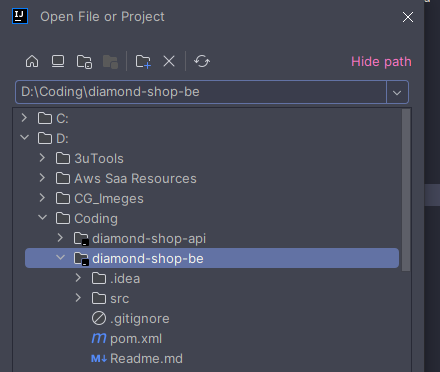 IJ Open File or Project
Hide path
D:\Coding\diamond-shop-be
C:
D:
3uTools
Aws Saa Resources
CG_Imeges
Coding
diamond-shop-api
diamond-shop-be
.idea
src
.gitignore
m pom.xml
M↓ Readme.md